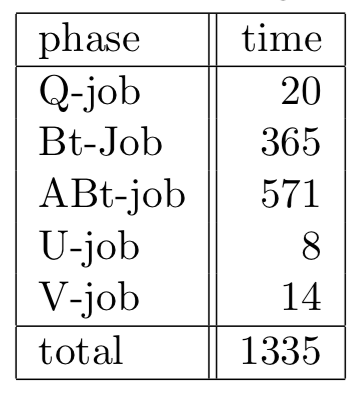 phase time
Q-job 20
Bt-Job 365
ABt-job 571
U-job 8
V-job 14
total 1335